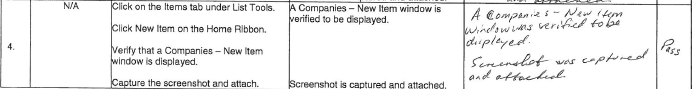 N/A
Click on the Items tab under List Tools.
Click New Item on the Home Ribbon.
4.
Verify that a Companies – New Item
window is displayed.
Capture the screenshot and attach.
A Companies – New Item window is
verified to be displayed.
Screenshot is captured and attached.
A Companies – New Item
window was verified to be
displayed.
Screenshot was captured
and attached.
Pass